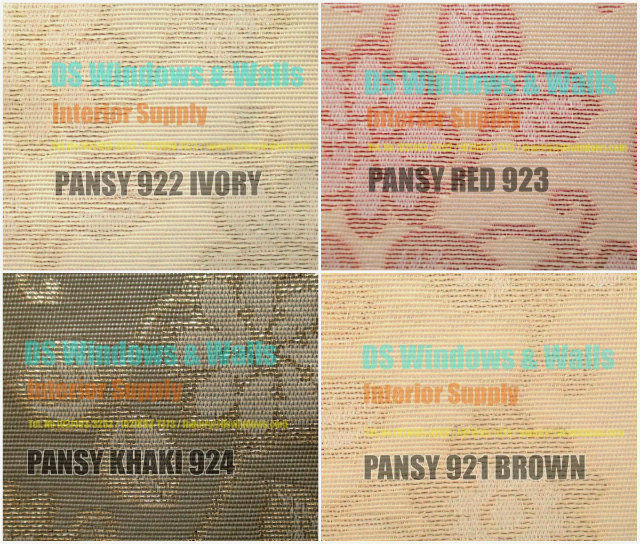 DS Windows & Walls
Interior Supply
PANSY 922 IVORY
DS Windows & Walls
Interior Supply
PANSY RED 923
DS Windows & Walls
Interior Supply
PANSY KHAKI 924
DS Windows & Walls
Interior Supply
PANSY 921 BROWN